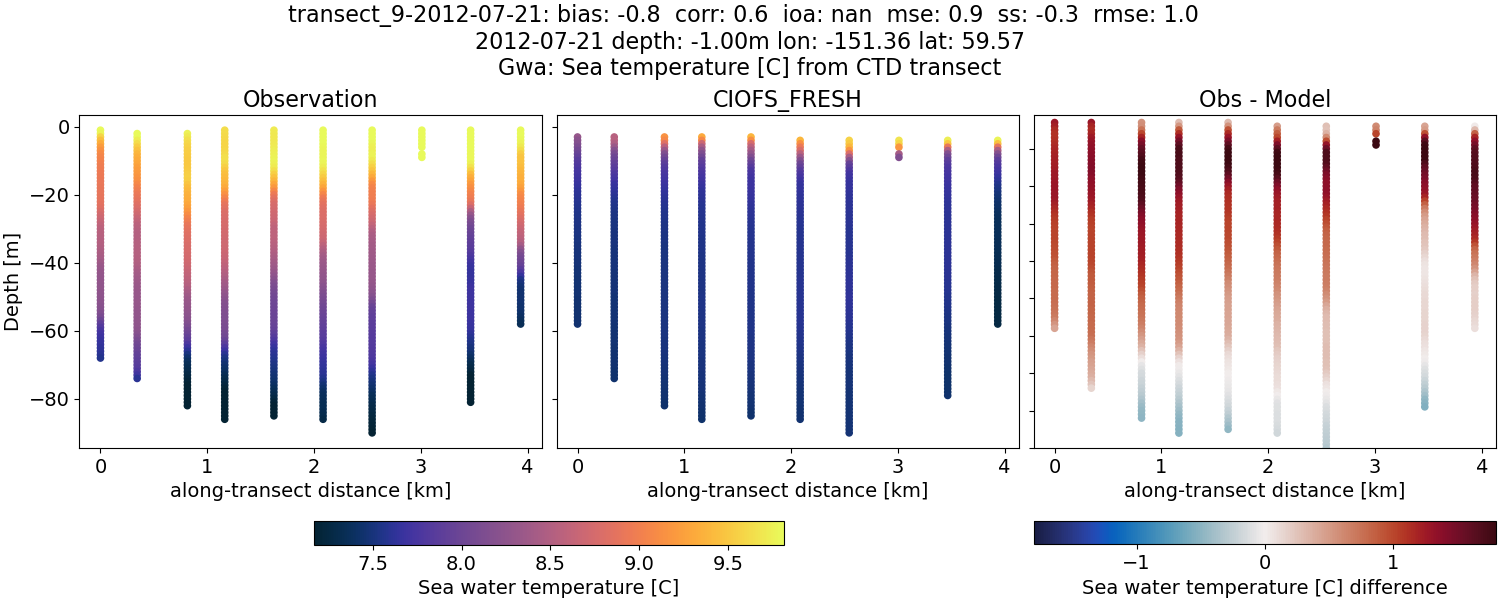 transect_9-2012-07-21: bias: -0.8  corr: 0.6  ioa: nan  mse: 0.9  ss: -0.3  rmse: 1.0
2012-07-21 depth: -1.00m lon: -151.36 lat: 59.57
Gwa: Sea temperature [C] from CTD transect
Observation
CIOFS_FRESH
Obs - Model
Depth [m]
0
−20
−40
−60
−80
0 1 2 3 4
0 1 2 3 4
0 1 2 3 4
along-transect distance [km]
along-transect distance [km]
along-transect distance [km]
7.5 8.0 8.5 9.0 9.5
Sea water temperature [C]
−1 0 1
Sea water temperature [C] difference